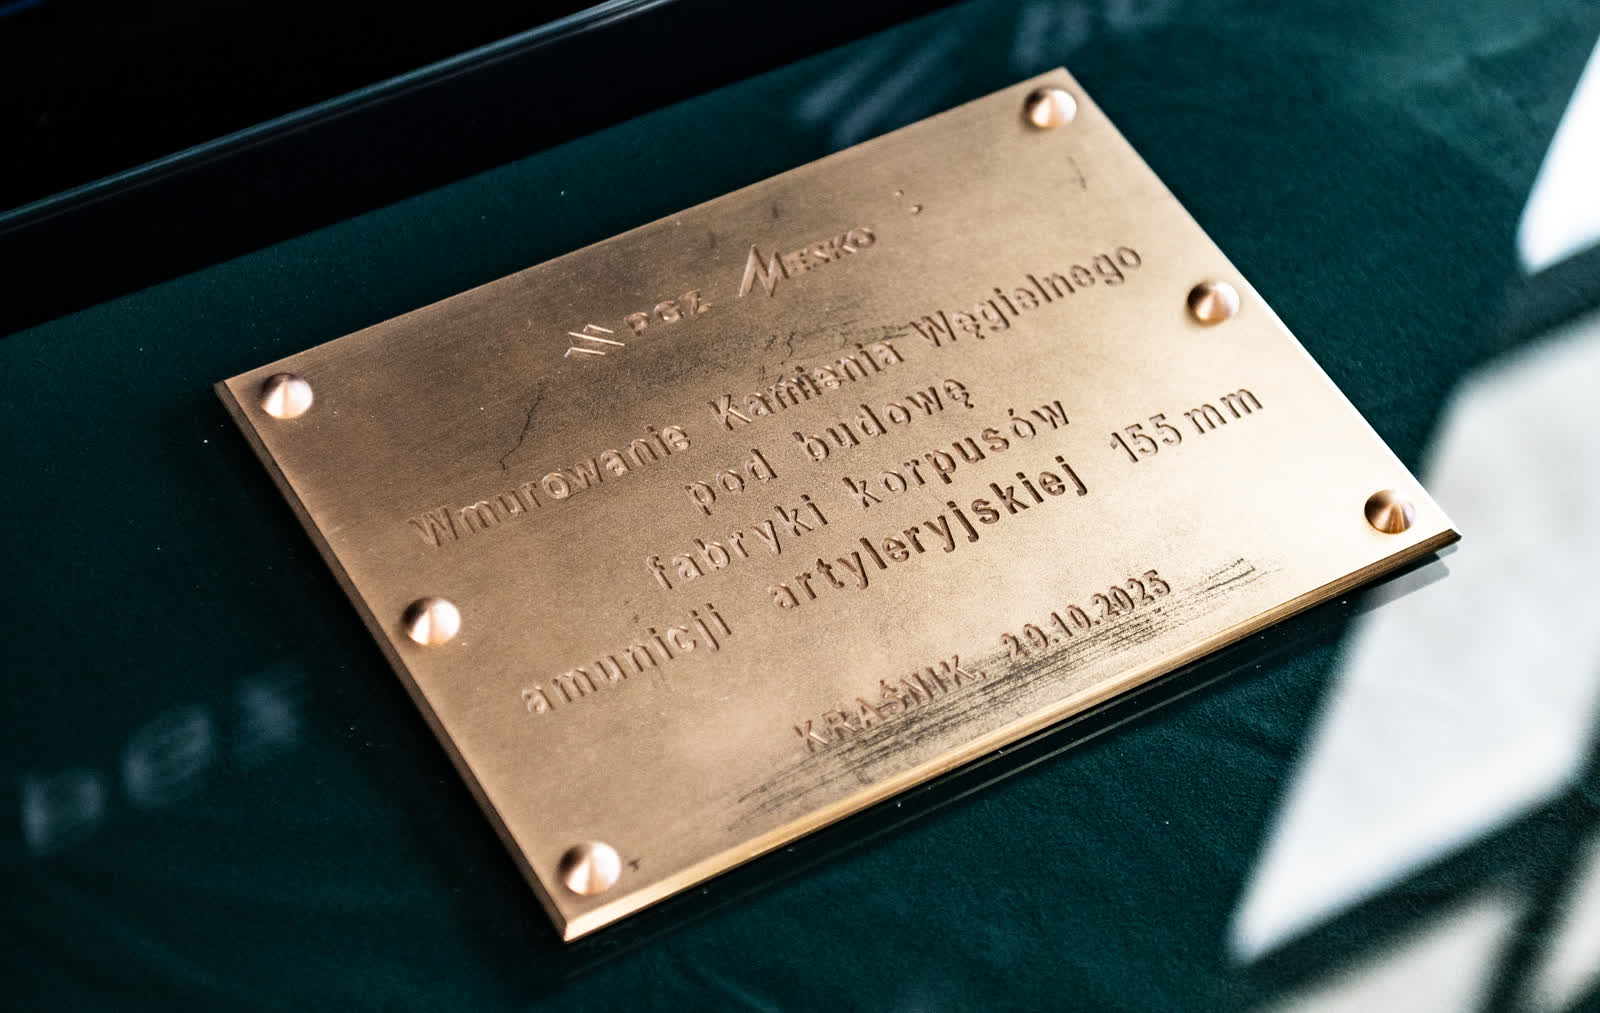 PGZ MESKO
Wmurowanie Kamienia Węgielnego
pod budowę
fabryki korpusów
amunicji artyleryjskiej 155 mm
KRAŚNIK, 29.10.2025